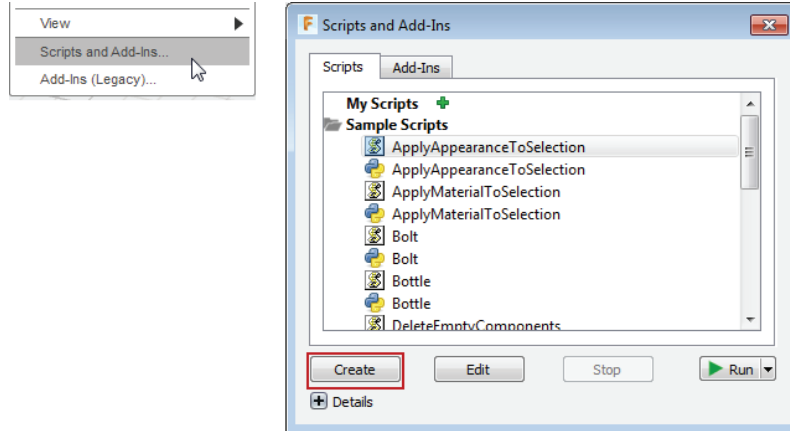 View
Scripts and Add-Ins...
Add-Ins (Legacy)...
F Scripts and Add-Ins
Scripts Add-Ins
My Scripts
Sample Scripts
ApplyAppearanceToSelection
ApplyAppearanceToSelection
ApplyMaterialToSelection
ApplyMaterialToSelection
Bolt
Bolt
Bottle
Bottle
DeleteEmptyComponents
Create Edit Stop Run
Details